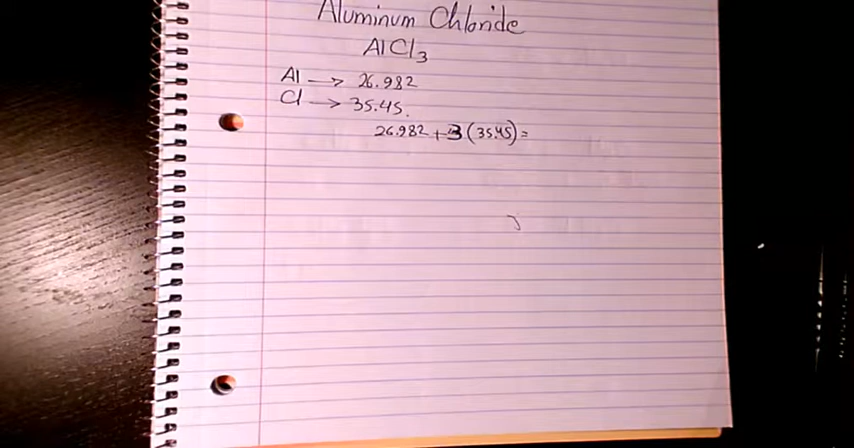 Aluminum Chloride
AlCl₃
Al → 26.982
Cl → 35.45.
26.982 + 3 (35.45) =